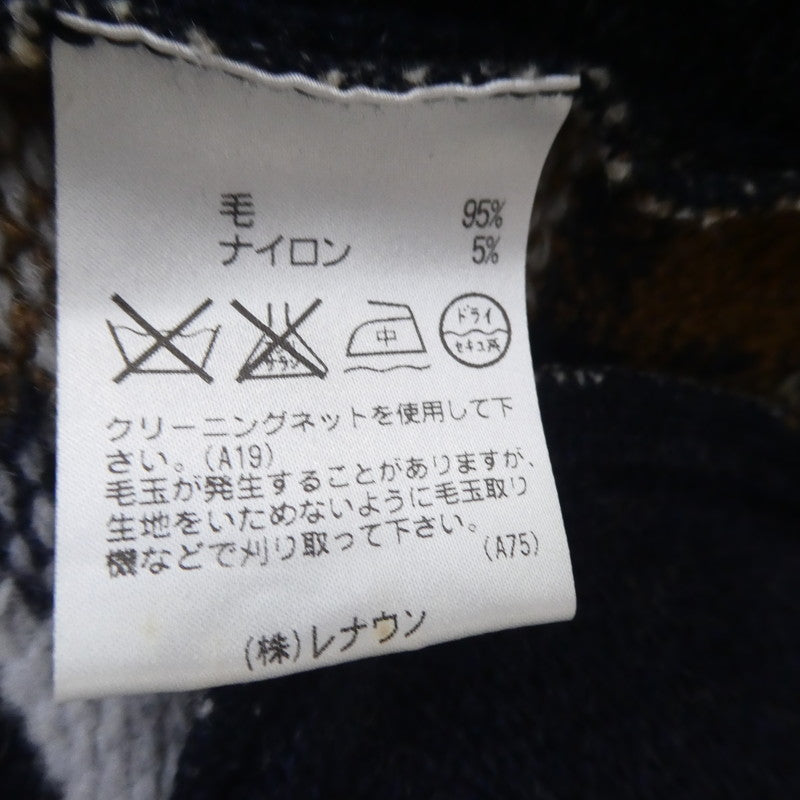 毛 95%
ナイロン 5%
サラシ 中 ドライ
セキユ系
クリーニングネットを使用して下
さい。(A19)
毛玉が発生することがありますが、
生地をいためないように毛玉取り
機などで刈り取って下さい。
(A75)
(株)レナウン